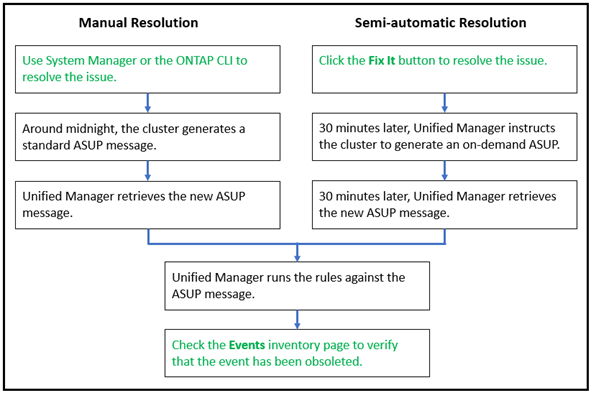 Manual Resolution
Use System Manager or the ONTAP CLI to
resolve the issue.
Around midnight, the cluster generates a
standard ASUP message.
Unified Manager retrieves the new ASUP
message.
Semi-automatic Resolution
Click the Fix It button to resolve the issue.
30 minutes later, Unified Manager instructs
the cluster to generate an on-demand ASUP.
30 minutes later, Unified Manager retrieves
the new ASUP message.
Unified Manager runs the rules against the
ASUP message.
Check the Events inventory page to verify
that the event has been obsoleted.